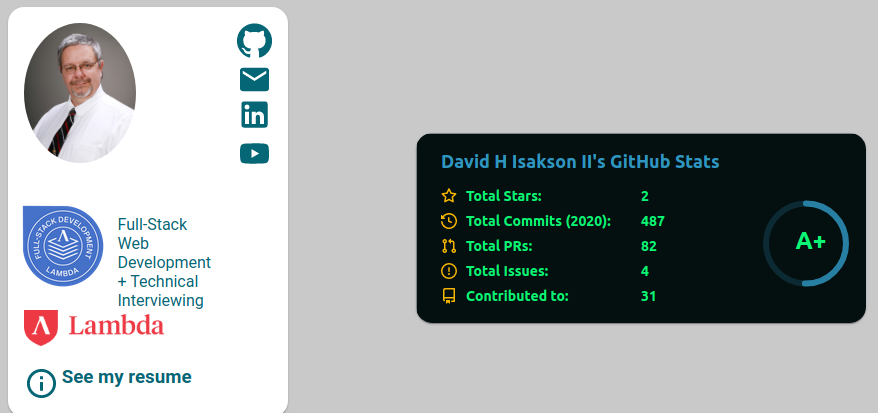 FULL-STACK DEVELOPMENT
LAMBDA
Full-Stack
Web
Development
+ Technical
Interviewing
Lambda
See my resume
David H Isakson II's GitHub Stats
Total Stars: 2
Total Commits (2020): 487
Total PRs: 82
Total Issues: 4
Contributed to: 31
A+